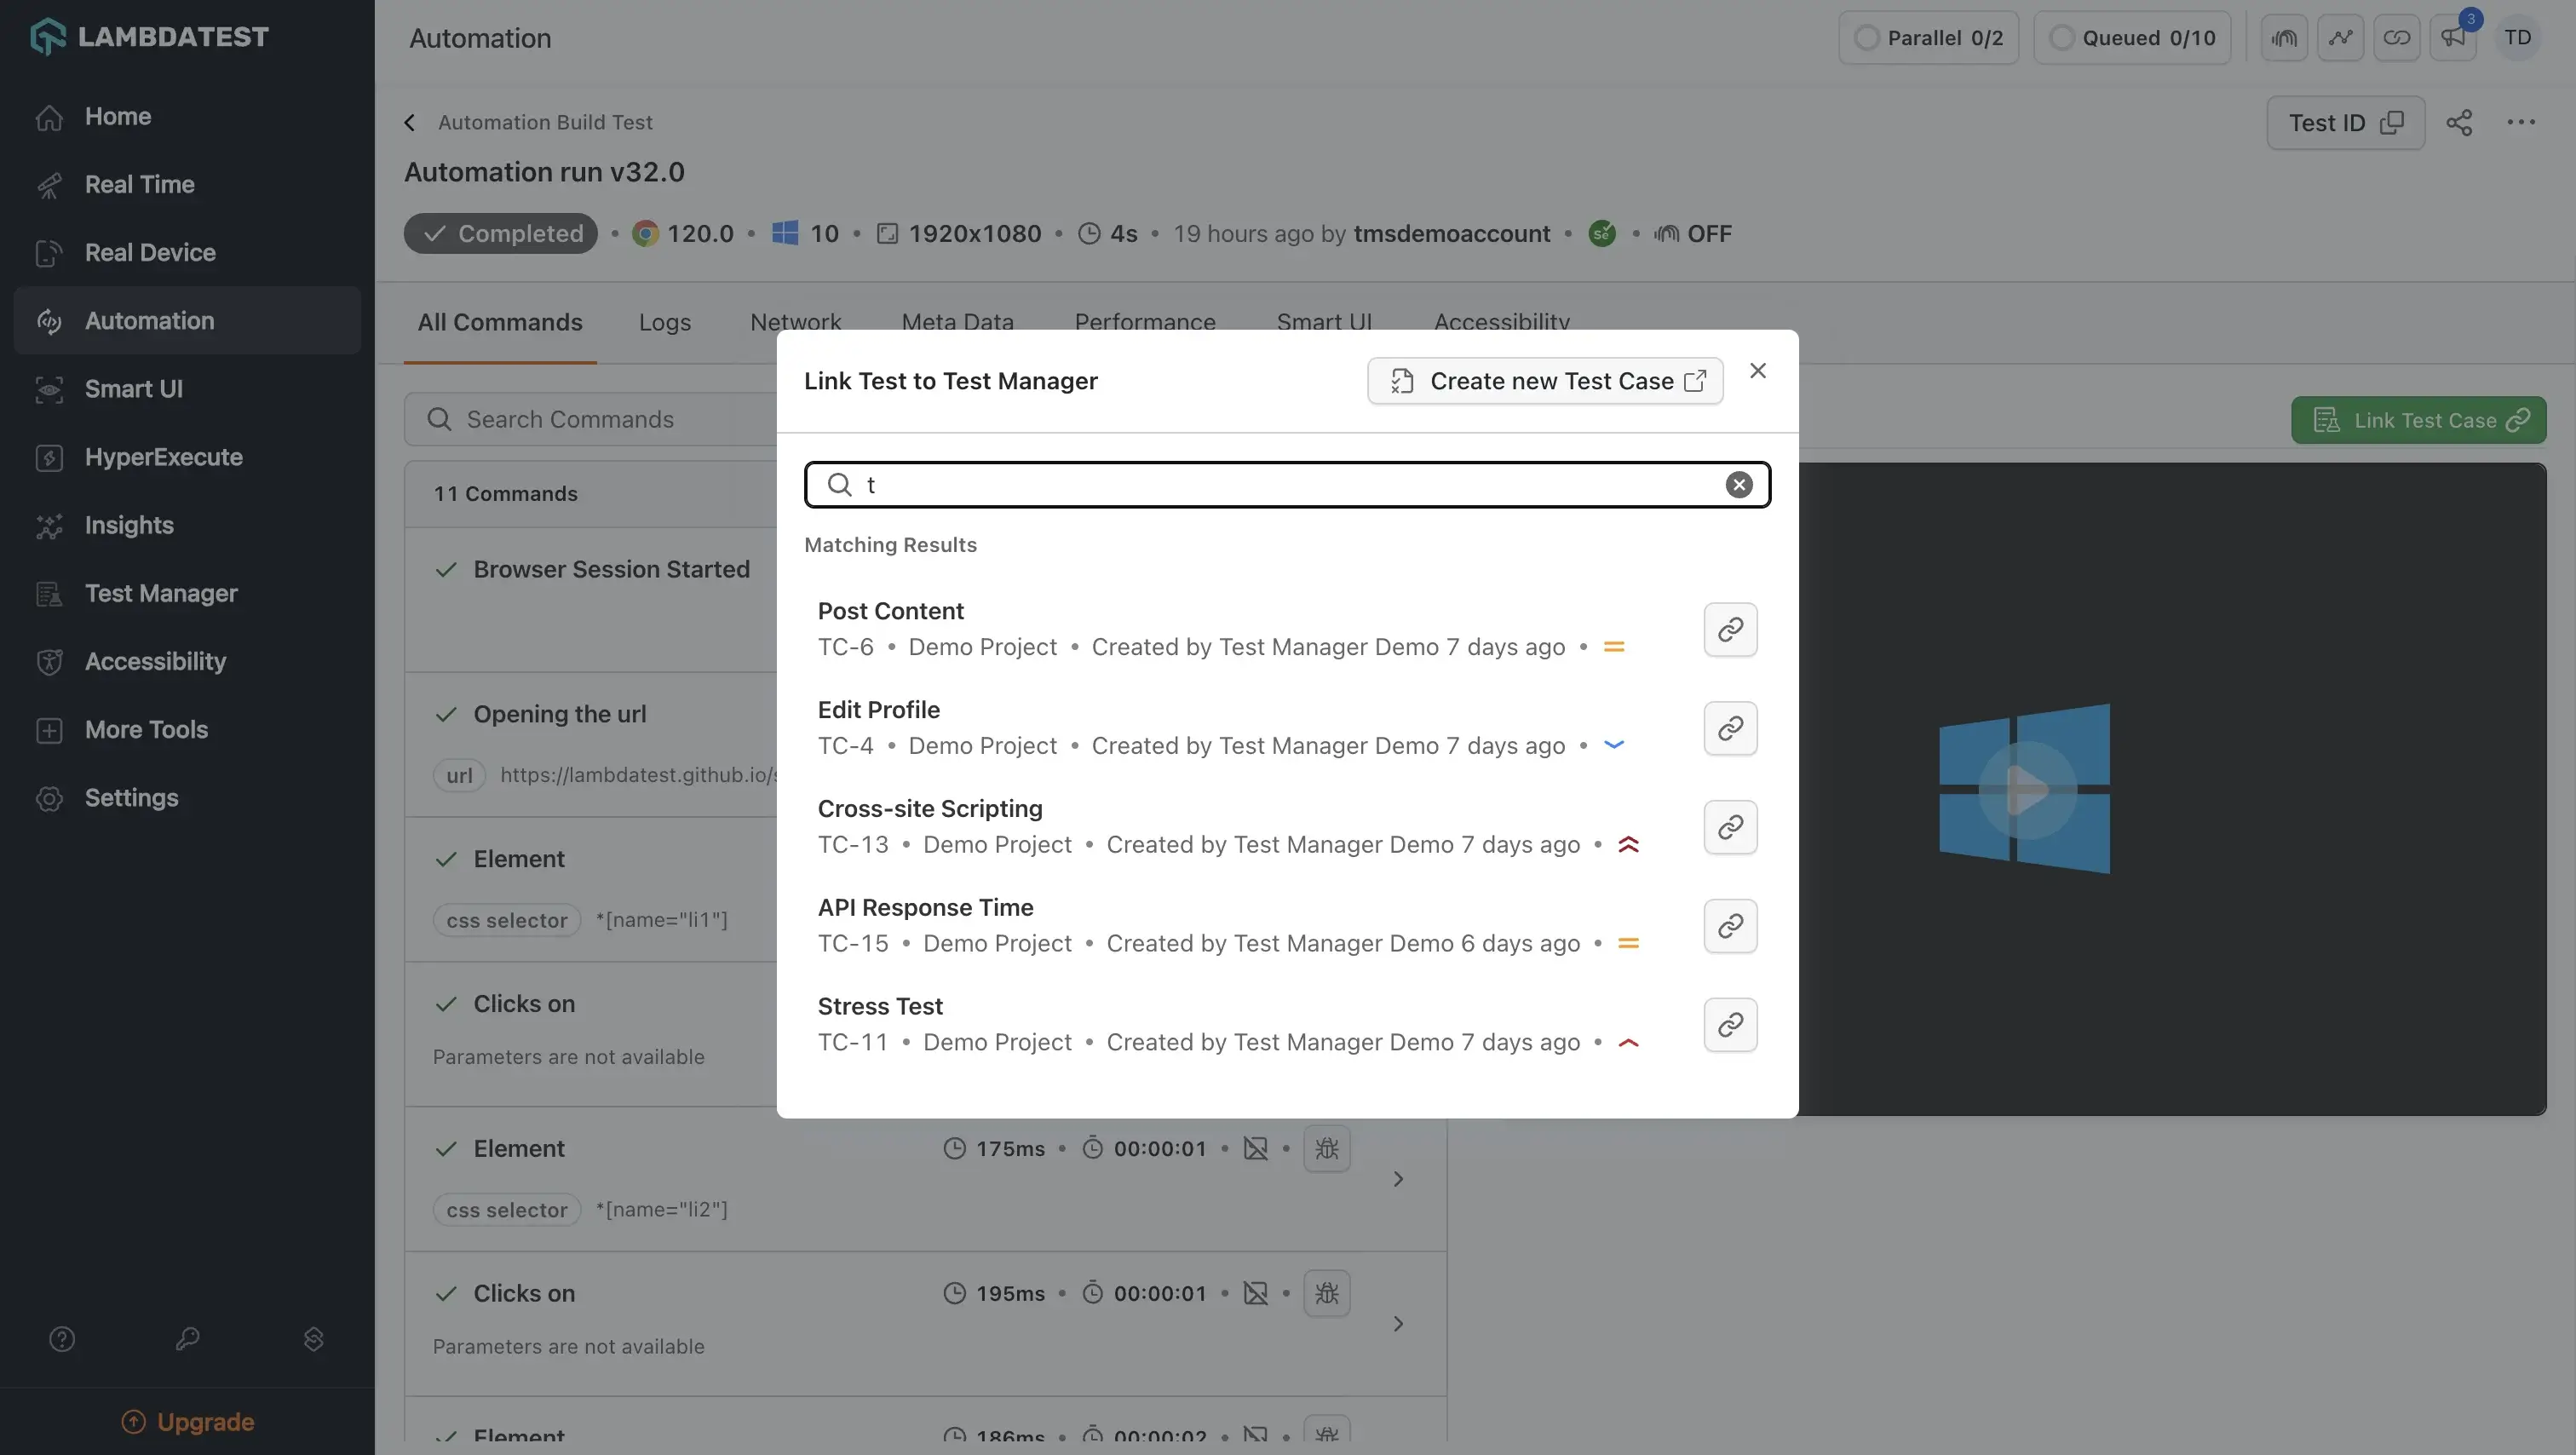 LAMBDATEST
Home
Real Time
Real Device
Automation
Smart UI
HyperExecute
Insights
Test Manager
Accessibility
More Tools
Settings
Upgrade
Automation
Parallel 0/2
Queued 0/10
3
TD
Automation Build Test
Test ID
Automation run v32.0
Completed • 120.0 • 10 • 1920x1080 • 4s • 19 hours ago by tmsdemoaccount • • OFF
All Commands Logs Network Meta Data Performance Smart UI Accessibility
Search Commands
Link Test Case
11 Commands
Browser Session Started
Opening the url
url https://lambdatest.github.io/
Element
css selector *[name="li1"]
Clicks on
Parameters are not available
Element 175ms • 00:00:01
css selector *[name="li2"]
Clicks on 195ms • 00:00:01
Parameters are not available
Element 186ms • 00:00:02
Link Test to Test Manager
Create new Test Case
t
Matching Results
Post Content
TC-6 • Demo Project • Created by Test Manager Demo 7 days ago •
Edit Profile
TC-4 • Demo Project • Created by Test Manager Demo 7 days ago •
Cross-site Scripting
TC-13 • Demo Project • Created by Test Manager Demo 7 days ago •
API Response Time
TC-15 • Demo Project • Created by Test Manager Demo 6 days ago •
Stress Test
TC-11 • Demo Project • Created by Test Manager Demo 7 days ago •